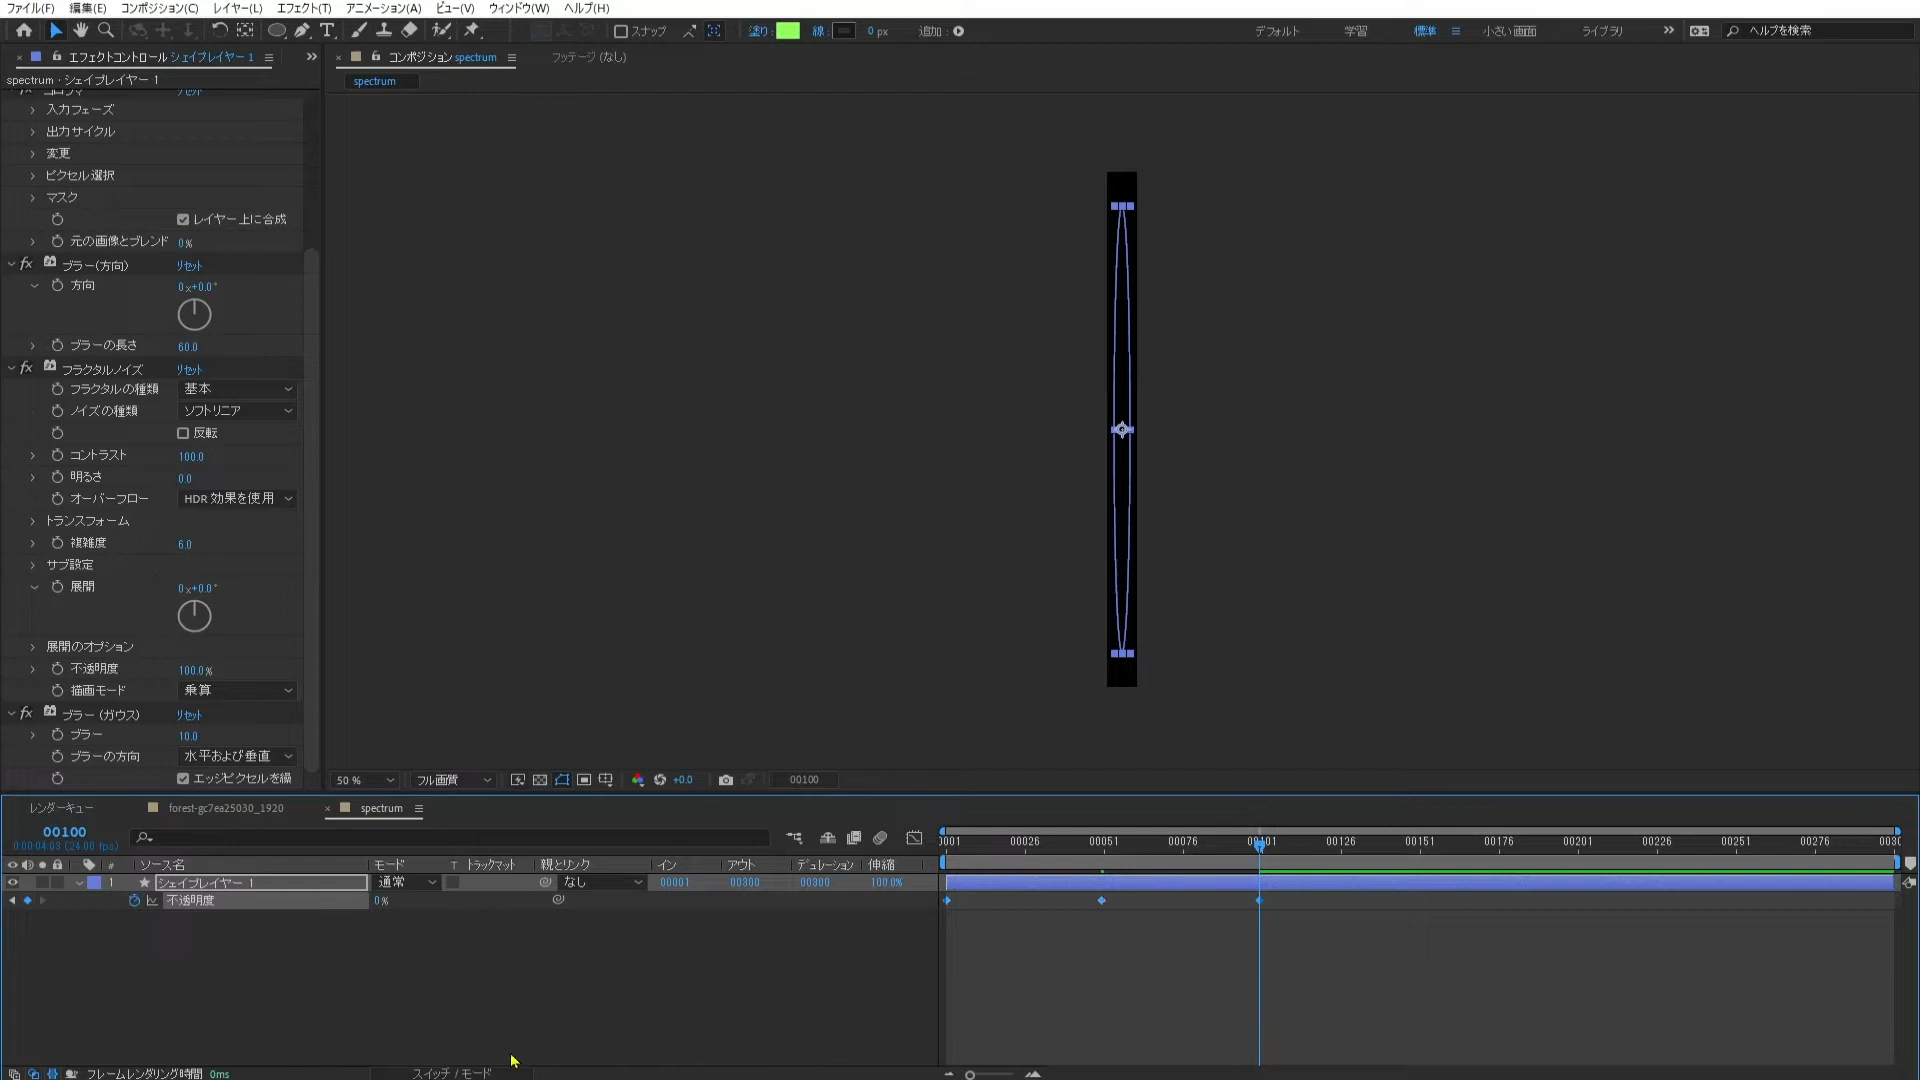 ファイル(F) 編集(E) コンポジション(C) レイヤー(L) エフェクト(T) アニメーション(A) ビュー(V) ウィンドウ(W) ヘルプ(H)
スナップ 塗り: 線: 0 px 追加: デフォルト 学習 標準 小さい画面 ライブラリ ヘルプを検索
エフェクトコントロール シェイプレイヤー 1
コンポジション spectrum
フッテージ (なし)
spectrum・シェイプレイヤー 1
spectrum
コロラマ リセット
入力フェーズ
出力サイクル
変更
ピクセル選択
マスク
レイヤー上に合成
元の画像とブレンド 0%
fx ブラー(方向) リセット
方向 0x+0.0°
ブラーの長さ 60.0
fx フラクタルノイズ リセット
フラクタルの種類 基本
ノイズの種類 ソフトリニア
反転
コントラスト 100.0
明るさ 0.0
オーバーフロー HDR 効果を使用
トランスフォーム
複雑度 6.0
サブ設定
展開 0x+0.0°
展開のオプション
不透明度 100.0%
描画モード 乗算
fx ブラー (ガウス) リセット
ブラー 10.0
ブラーの方向 水平および垂直
エッジピクセルを繰
50 % フル画質 +0.0 00100
レンダーキュー forest-gc7ea25030_1920 spectrum
00100
0:00:04:03 (24.00 fps)
0001 00026 00051 00076 00101 00126 00151 00176 00201 00226 00251 00276 0030
# ソース名 モード T トラックマット 親とリンク イン アウト デュレーション 伸縮
1 シェイプレイヤー 1 通常 なし 00001 00300 00300 100.0%
不透明度 0%
フレームレンダリング時間 0ms スイッチ / モード